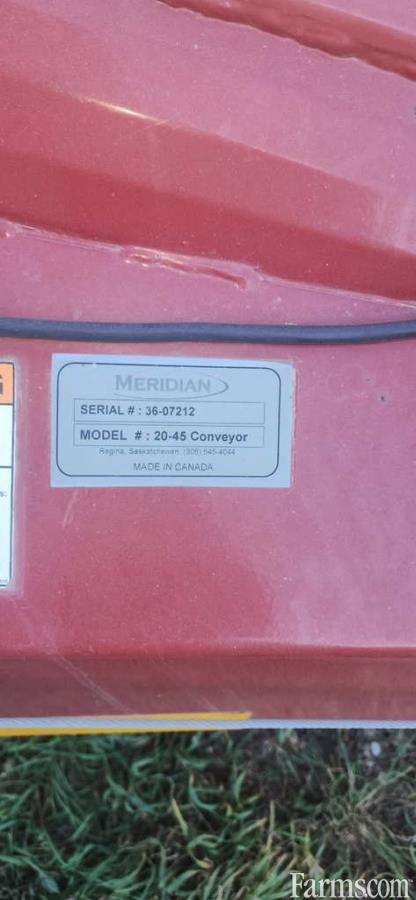 G
s:
MERIDIAN
SERIAL # : 36-07212
MODEL # : 20-45 Conveyor
Regina, Saskatchewan, (306) 545-4044
MADE IN CANADA
Farms.com